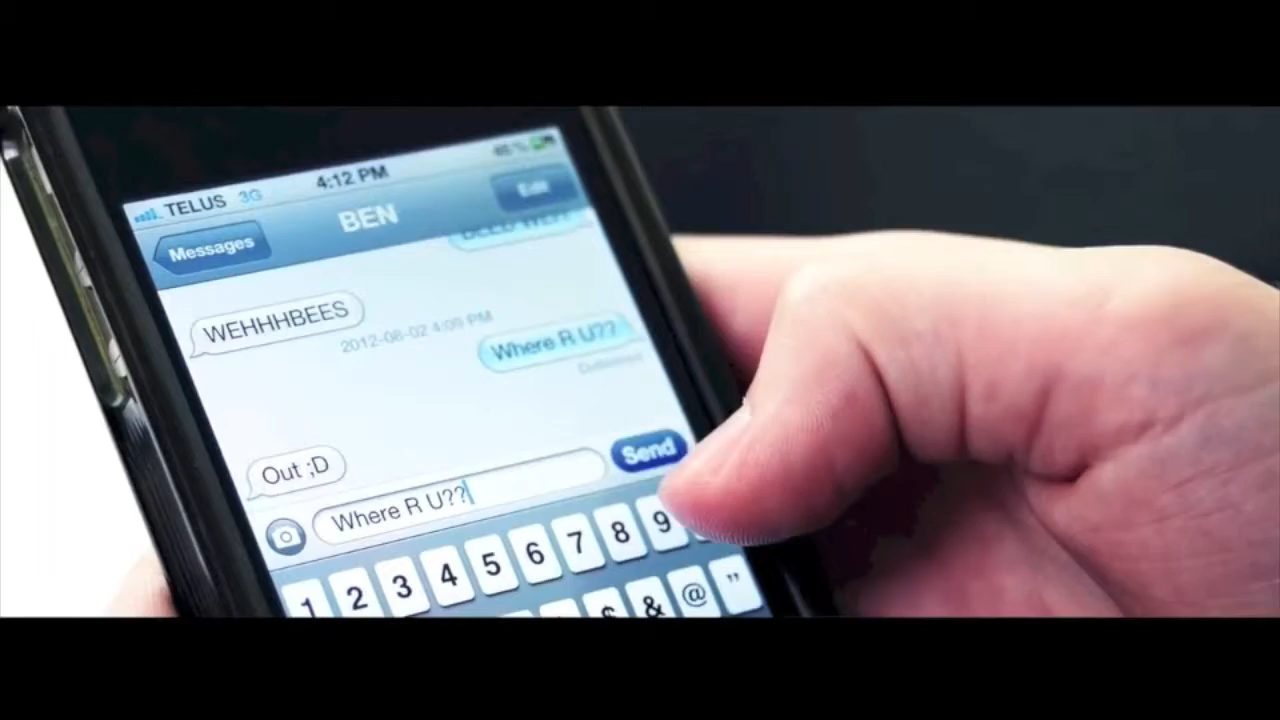 TELUS 3G 4:12 PM
Messages BEN Edit
WEHHHBEES
2012-08-02 4:09 PM
Where R U??
Delivered
Out ;D
Where R U?? Send
1 2 3 4 5 6 7 8 9
& @ "